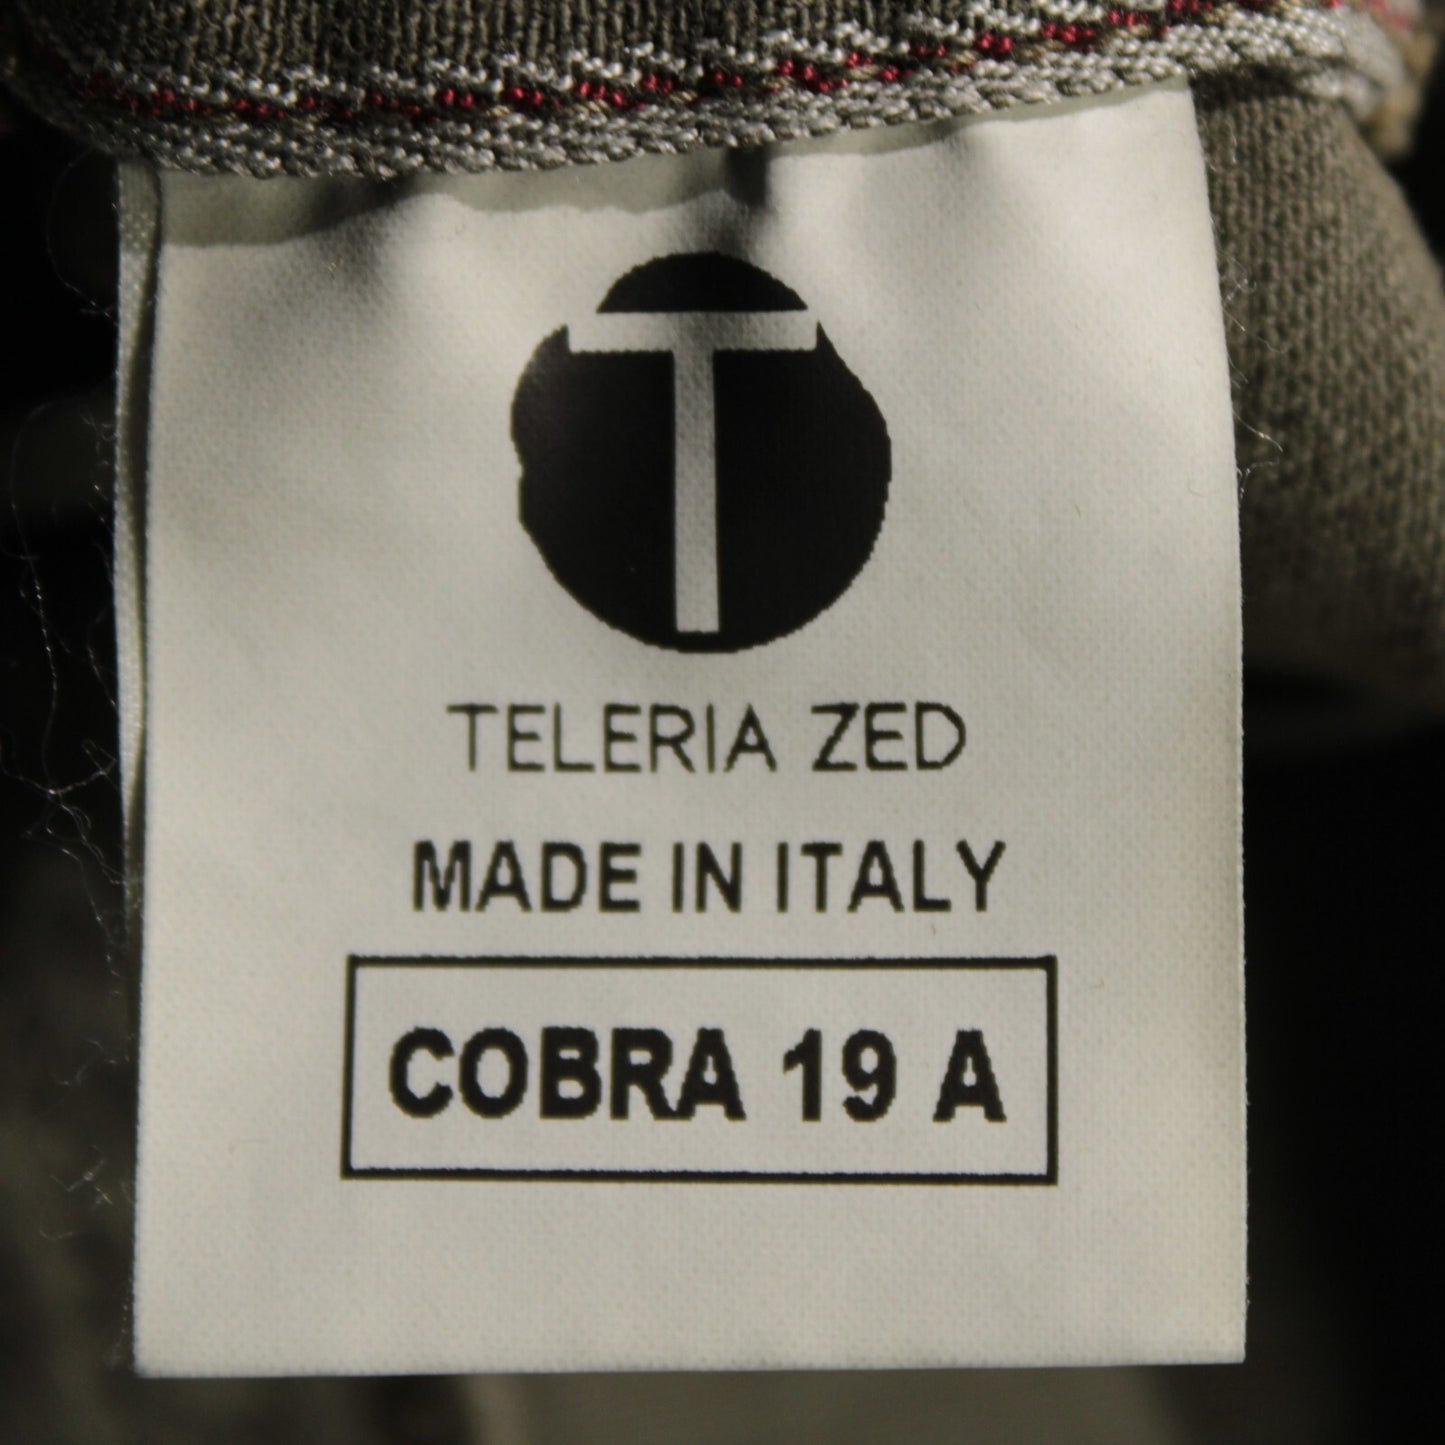 T
TELERIA ZED
MADE IN ITALY
COBRA 19 A